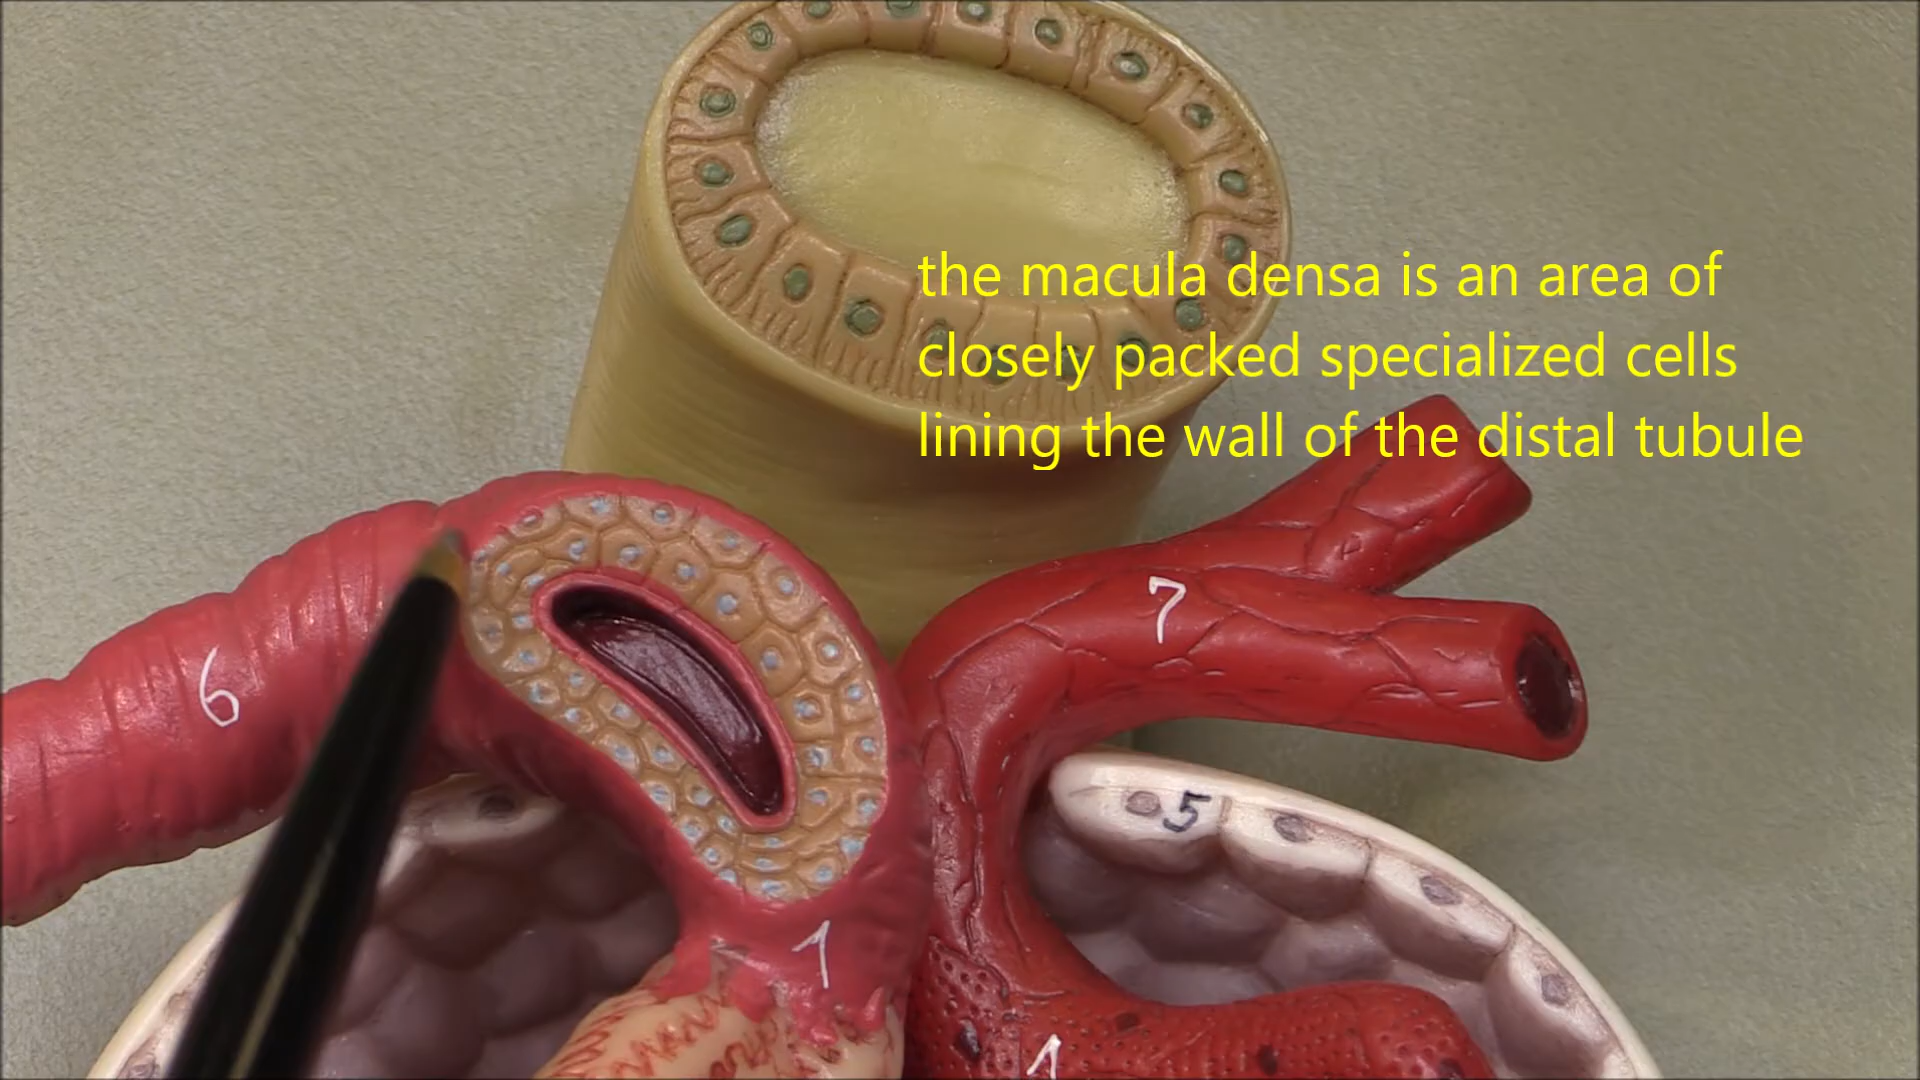 the macula densa is an area of
closely packed specialized cells
lining the wall of the distal tubule
7
6
5
1
1